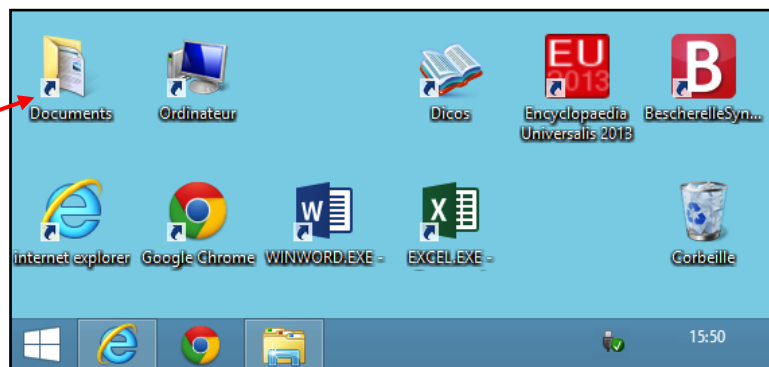 EU
2013
B
Documents
Ordinateur
Dicos
Encyclopaedia
Universalis 2013
BescherelleSyn...
W
X
internet explorer
Google Chrome
WINWORD.EXE -
EXCEL.EXE -
Corbeille
15:50